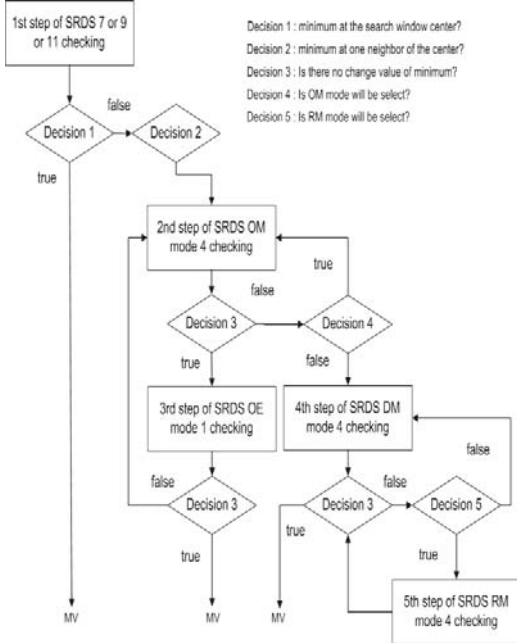 1st step of SRDS 7 or 9
or 11 checking
Decision 1 : minimum at the search window center?
Decision 2 : minimum at one neighbor of the center?
Decision 3 : Is there no change value of minimum?
Decision 4 : Is OM mode will be select?
Decision 5 : Is RM mode will be select?
false
Decision 1
Decision 2
true
2nd step of SRDS OM
mode 4 checking
true
false
Decision 3
Decision 4
true
false
3rd step of SRDS OE
mode 1 checking
4th step of SRDS DM
mode 4 checking
false
false
false
Decision 3
Decision 3
Decision 5
true
true
true
5th step of SRDS RM
mode 4 checking
MV
MV
MV